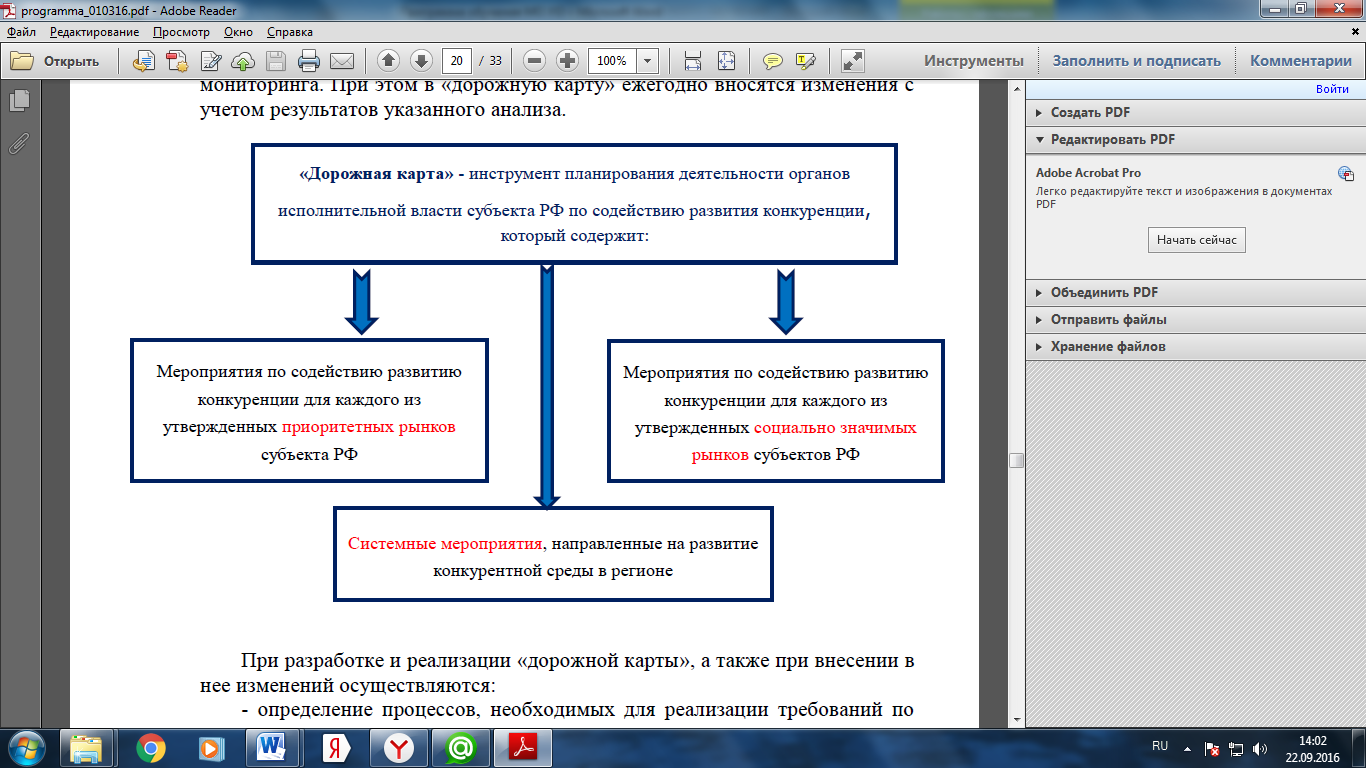 programma_010316.pdf - Adobe Reader
Файл Редактирование Просмотр Окно Справка
Открыть 20 / 33 100% Инструменты Заполнить и подписать Комментарии
Войти
мониторинга. При этом в «дорожную карту» ежегодно вносятся изменения с
учетом результатов указанного анализа.
«Дорожная карта» - инструмент планирования деятельности органов
исполнительной власти субъекта РФ по содействию развития конкуренции,
который содержит:
Мероприятия по содействию развитию
конкуренции для каждого из
утвержденных приоритетных рынков
субъекта РФ
Мероприятия по содействию развитию
конкуренции для каждого из
утвержденных социально значимых
рынков субъектов РФ
Системные мероприятия, направленные на развитие
конкурентной среды в регионе
При разработке и реализации «дорожной карты», а также при внесении в
нее изменений осуществляются:
- определение процессов, необходимых для реализации требований по
Создать PDF
Редактировать PDF
Adobe Acrobat Pro
Легко редактируйте текст и изображения в документах
PDF
Начать сейчас
Объединить PDF
Отправить файлы
Хранение файлов
RU
14:02
22.09.2016